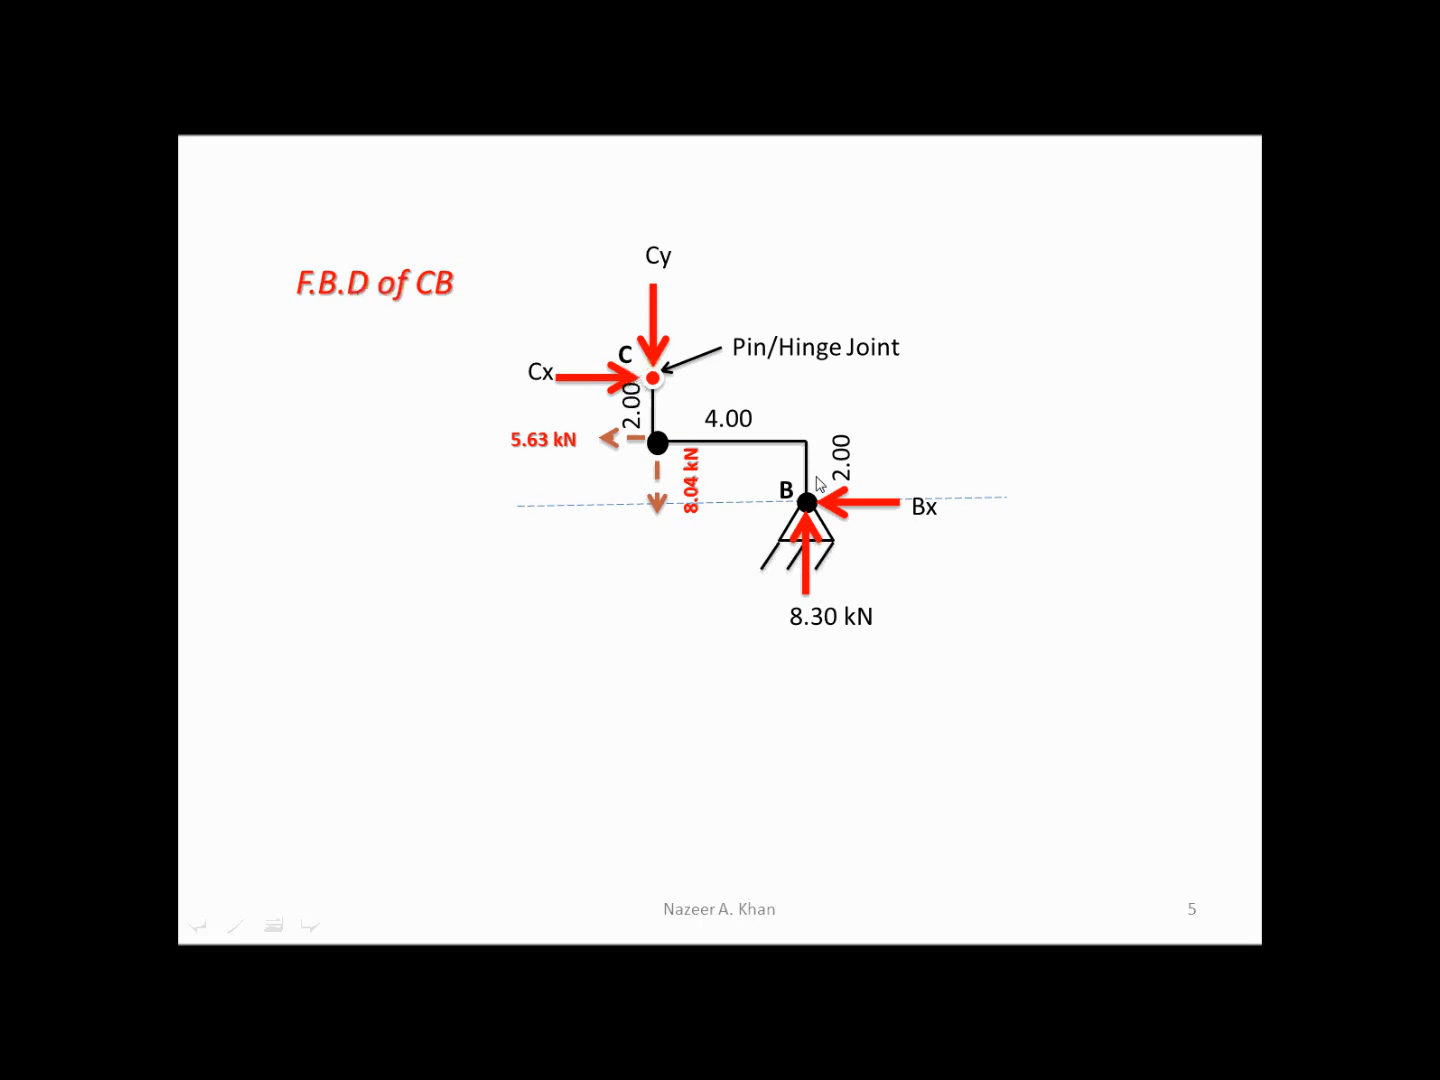 Cy
F.B.D of CB
Pin/Hinge Joint
C
Cx
2.00
4.00
5.63 kN
8.04 kN
2.00
B
Bx
8.30 kN
Nazeer A. Khan
5